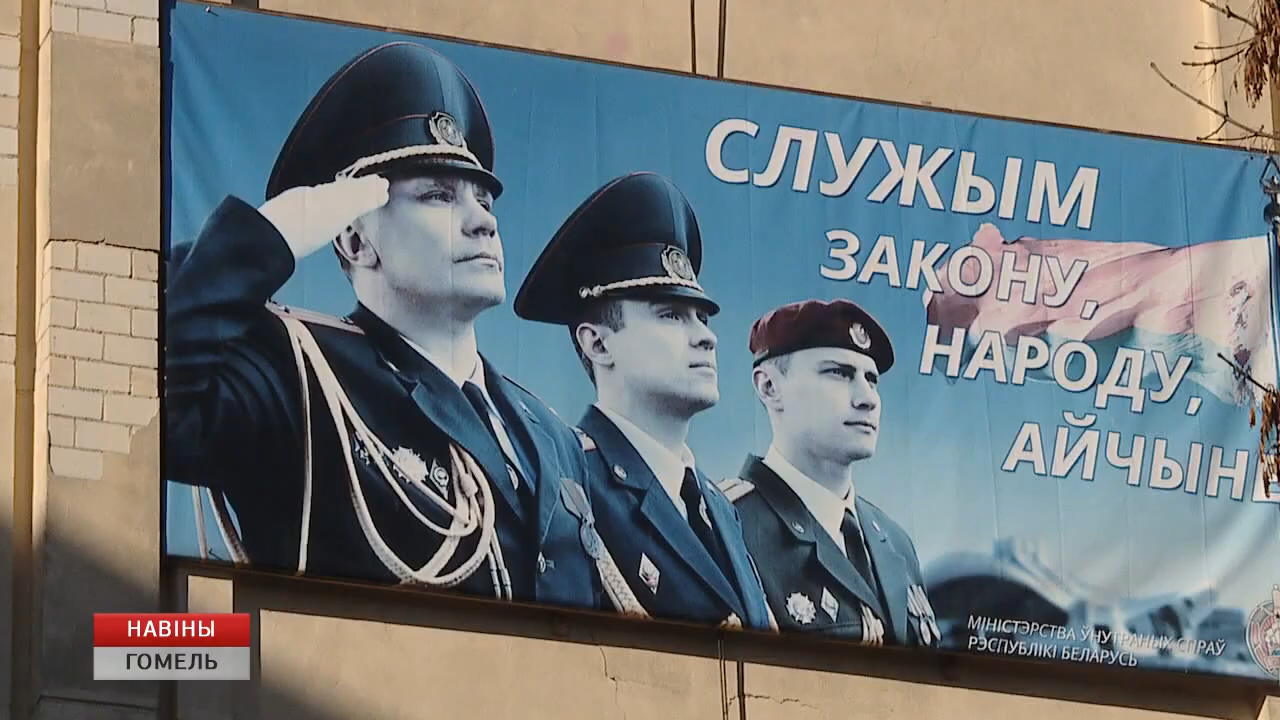 СЛУЖЫМ
ЗАКОНУ,
НАРОДУ,
АЙЧЫНЕ
МІНІСТЭРСТВА ЎНУТРАНЫХ СПРАЎ
РЭСПУБЛІКІ БЕЛАРУСЬ
НАВІНЫ
ГОМЕЛЬ